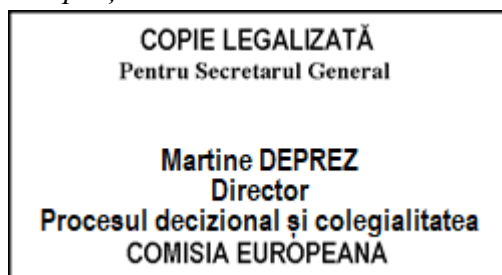 COPIE LEGALIZATĂ
Pentru Secretarul General
Martine DEPREZ
Director
Procesul decizional și colegialitatea
COMISIA EUROPEANA